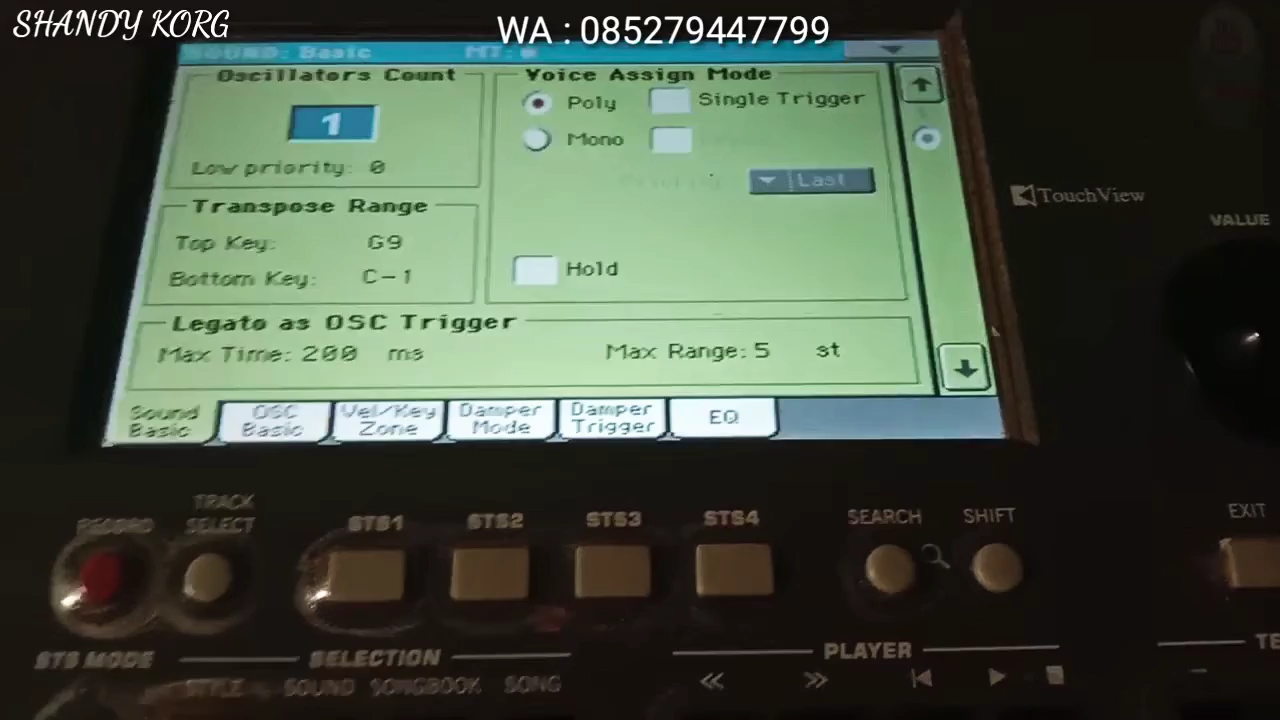 SHANDY KORG
WA : 085279447799
SOUND: Basic
Oscillators Count
1
Low priority: 0
Transpose Range
Top Key: G9
Bottom Key: C-1
Voice Assign Mode
Poly
Single Trigger
Mono
Last
Hold
Legato as OSC Trigger
Max Time: 200 ms
Max Range: 5 st
Sound Basic
OSC Basic
Vel/Key Zone
Damper Mode
Damper Trigger
EQ
TouchView
VALUE
RECORD
TRACK SELECT
STS1
STS2
STS3
STS4
SEARCH
SHIFT
EXIT
STS MODE
SELECTION
PLAYER
STYLE
SOUND
SONGBOOK
SONG